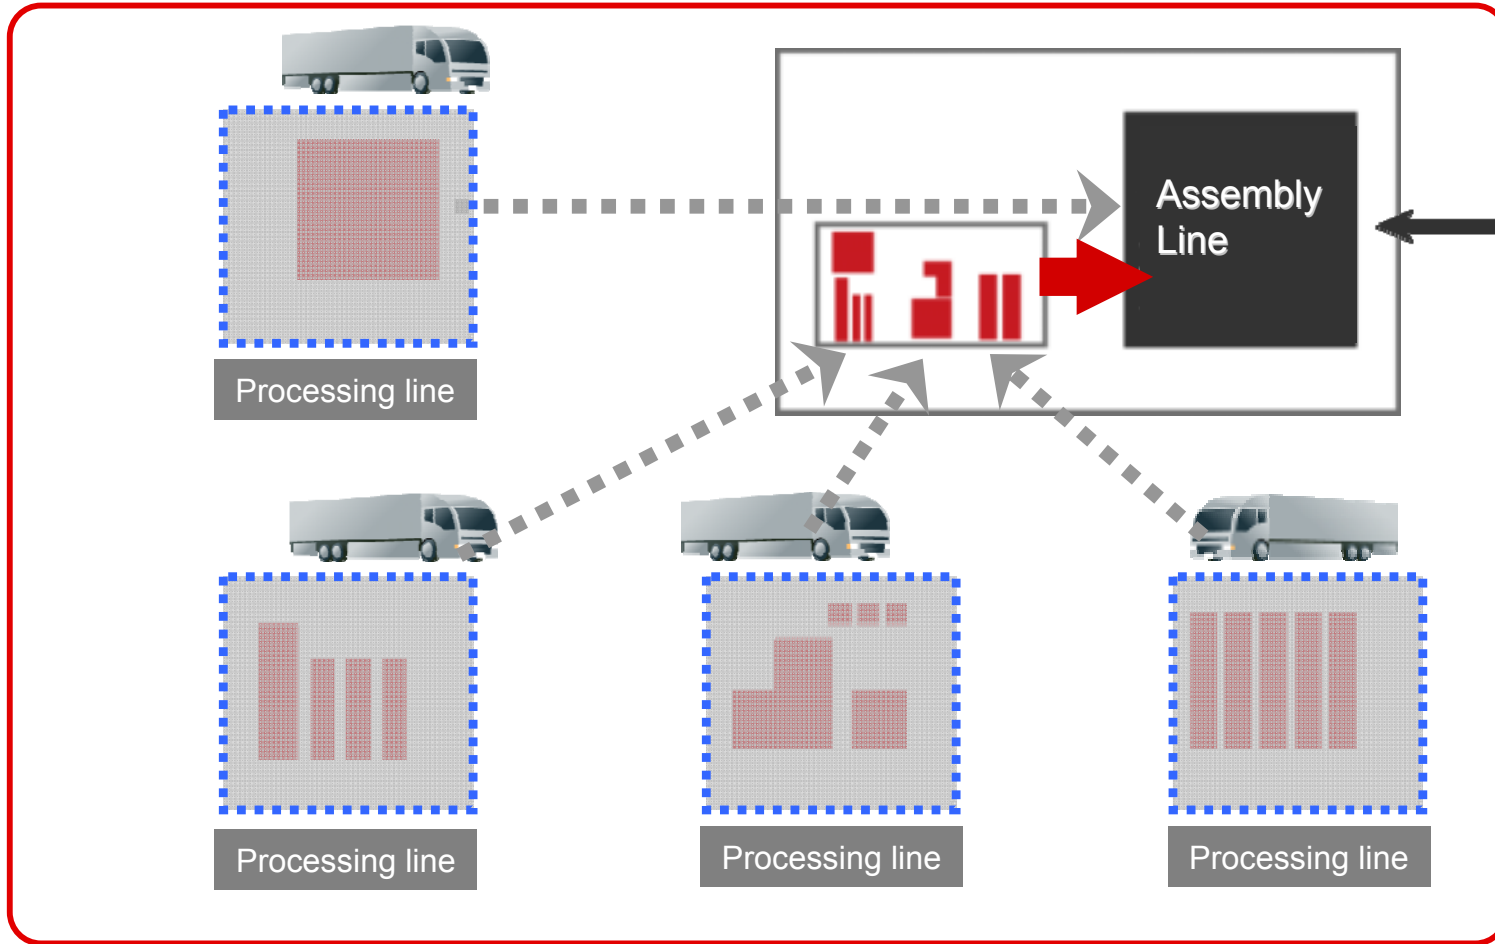 Assembly
Line
Processing line
Processing line
Processing line
Processing line